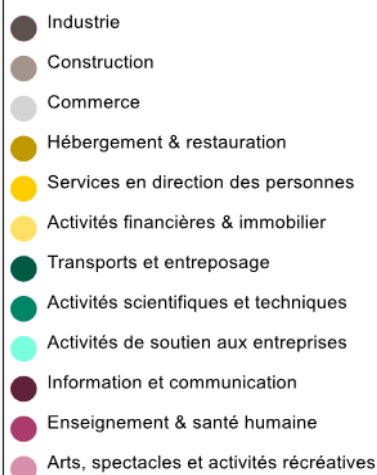 Industrie
Construction
Commerce
Hébergement & restauration
Services en direction des personnes
Activités financières & immobilier
Transports et entreposage
Activités scientifiques et techniques
Activités de soutien aux entreprises
Information et communication
Enseignement & santé humaine
Arts, spectacles et activités récréatives